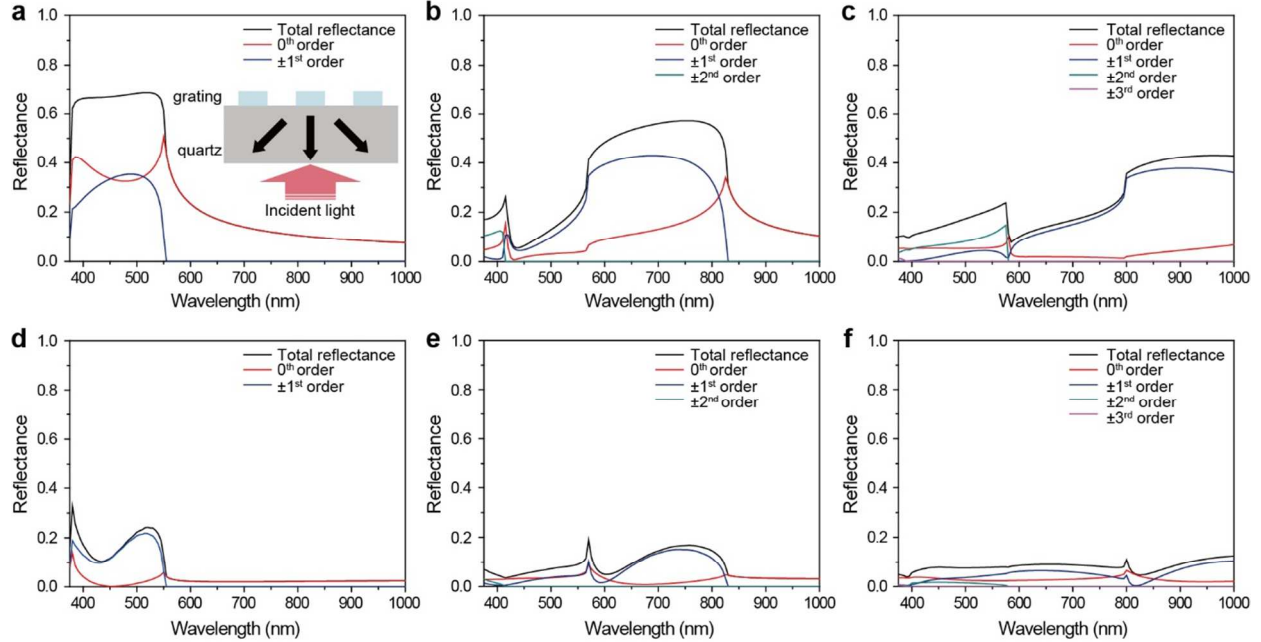 a
1.0
0.8
0.6
0.4
0.2
0.0
Reflectance
Total reflectance
0th order
±1st order
grating
quartz
Incident light
400 500 600 700 800 900 1000
Wavelength (nm)
b
1.0
0.8
0.6
0.4
0.2
0.0
Reflectance
Total reflectance
0th order
±1st order
±2nd order
400 500 600 700 800 900 1000
Wavelength (nm)
c
1.0
0.8
0.6
0.4
0.2
0.0
Reflectance
Total reflectance
0th order
±1st order
±2nd order
±3rd order
400 500 600 700 800 900 1000
Wavelength (nm)
d
1.0
0.8
0.6
0.4
0.2
0.0
Reflectance
Total reflectance
0th order
±1st order
400 500 600 700 800 900 1000
Wavelength (nm)
e
1.0
0.8
0.6
0.4
0.2
0.0
Reflectance
Total reflectance
0th order
±1st order
±2nd order
400 500 600 700 800 900 1000
Wavelength (nm)
f
1.0
0.8
0.6
0.4
0.2
0.0
Reflectance
Total reflectance
0th order
±1st order
±2nd order
±3rd order
400 500 600 700 800 900 1000
Wavelength (nm)